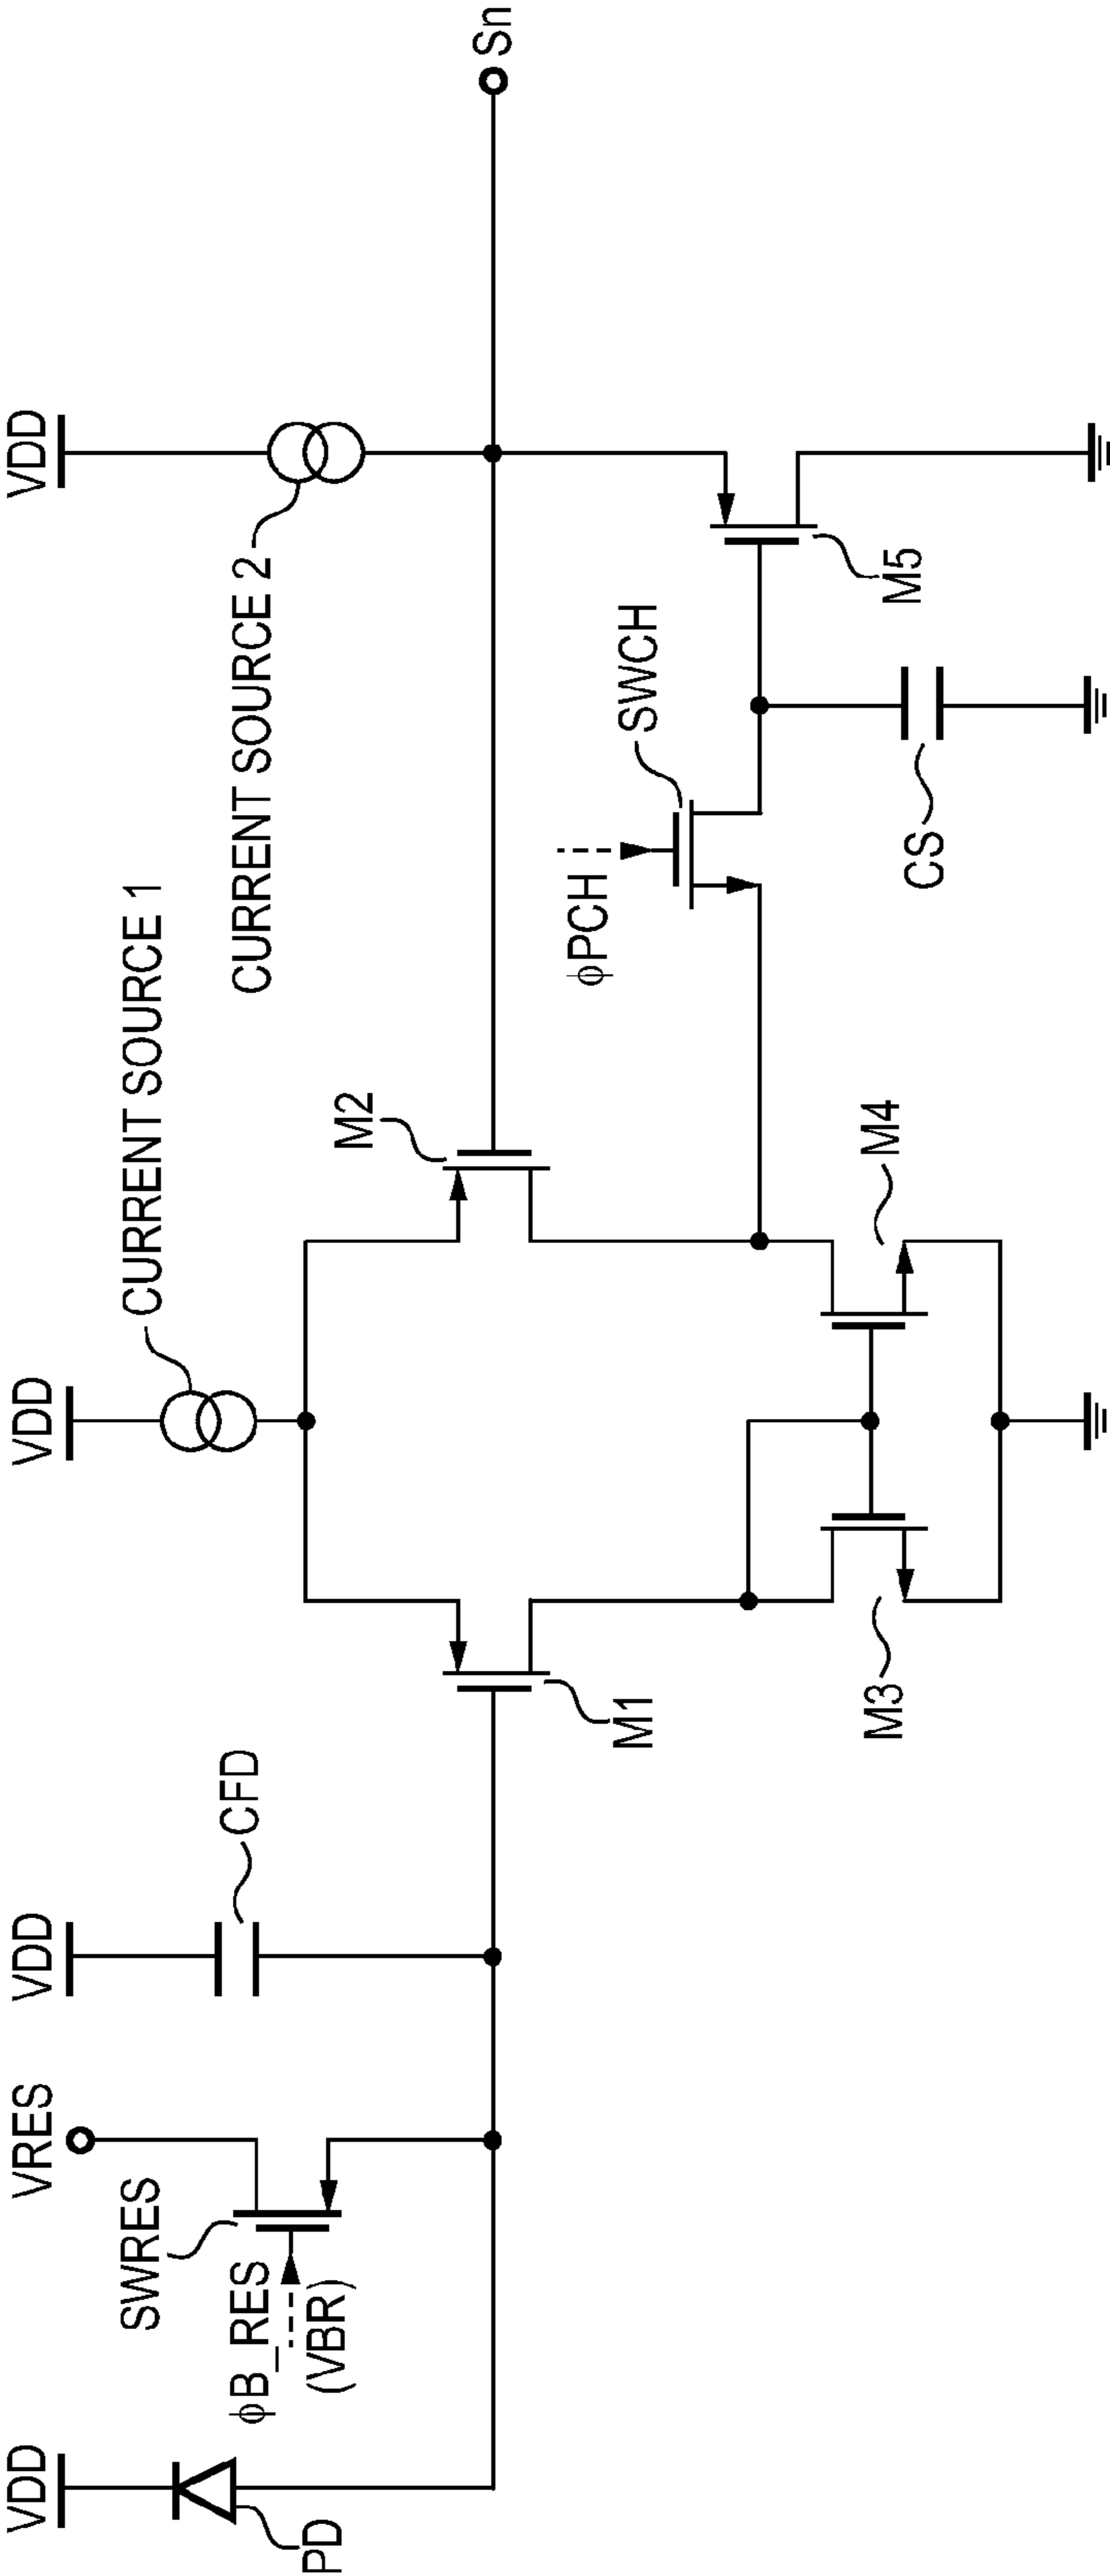 VDD
PD
φB_RES
(VBR)
SWRES
VRES
VDD
CFD
M1
VDD
CURRENT SOURCE 1
M2
M3
M4
φPCH
SWCH
CS
CURRENT SOURCE 2
VDD
M5
Sn